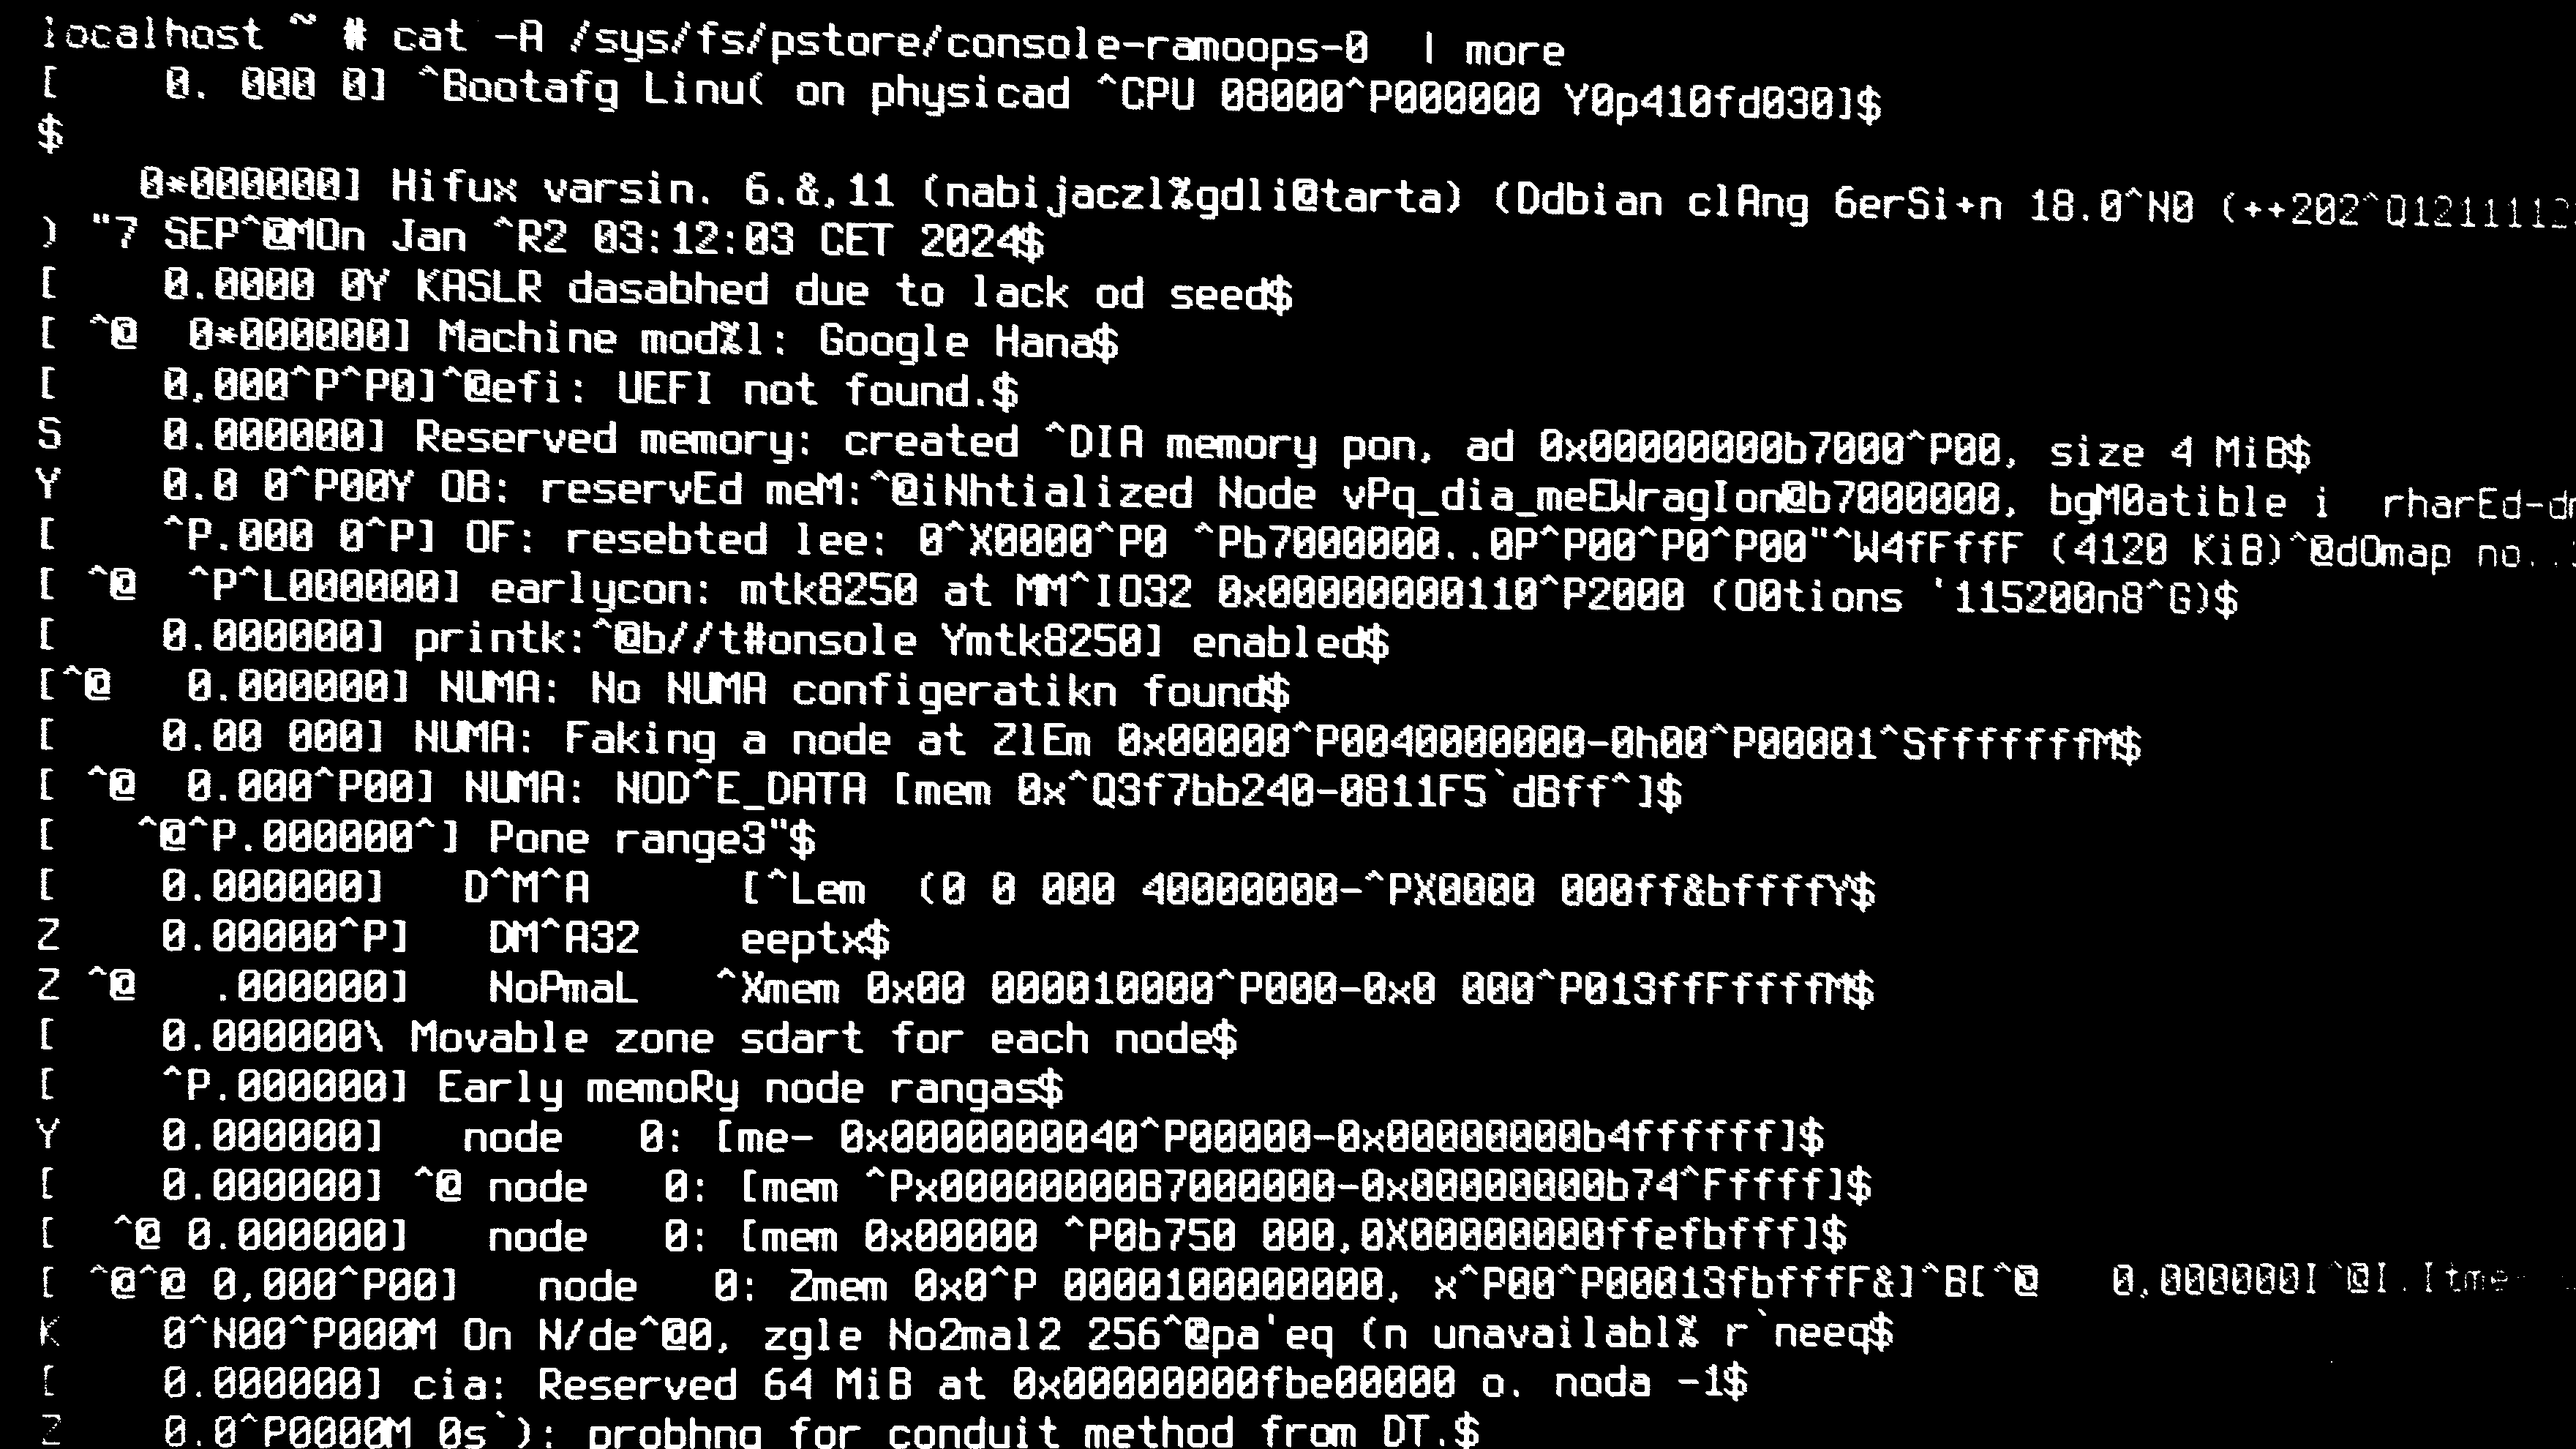 localhost ~ # cat -A /sys/fs/pstore/console-ramoops-0  | more
[    0. 000 0] ^Bootafg Linu( on physicad ^CPU 08000^P000000 Y0p410fd030]$
$
    0*000000] Hifux varsin. 6.&,11 (nabijaczl%gdli@tarta) (Ddbian clAng 6erSi+n 18.0^N0 (++202^Q1211112
) "7 SEP^@MOn Jan ^R2 03:12:03 CET 2024$
[    0.0000 0Y KASLR dasabhed due to lack od seed$
[ ^@  0*000000] Machine mod%l: Google Hana$
[    0,000^P^P0]^@efi: UEFI not found.$
S    0.000000] Reserved memory: created ^DIA memory pon, ad 0x00000000b7000^P00, size 4 MiB$
Y    0.0 0^P00Y OB: reservEd meM:^@iNhtialized Node vPq_dia_meEWragIon@b7000000, bgM0atible i  rharEd-d
[    ^P.000 0^P] OF: resebted lee: 0^X0000^P0 ^Pb7000000..0P^P00^P0^P00"^W4fFffF (4120 KiB)^@dOmap no..
[ ^@  ^P^L000000] earlycon: mtk8250 at MM^IO32 0x00000000110^P2000 (O0tions '115200n8^G)$
[    0.000000] printk:^@b//t#onsole Ymtk8250] enabled$
[^@   0.000000] NUMA: No NUMA configeratikn found$
[    0.00 000] NUMA: Faking a node at ZlEm 0x00000^P0040000000-0h00^P00001^SfffffffM$
[ ^@  0.000^P00] NUMA: NOD^E_DATA [mem 0x^Q3f7bb240-0811F5`dBff^]$
[   ^@^P.000000^] Pone range3"$
[    0.000000]   D^M^A      [^Lem  (0 0 000 40000000-^PX0000 000ff&bffffY$
Z    0.00000^P]   DM^A32    eeptx$
Z ^@   .000000]   NoPmaL   ^Xmem 0x00 000010000^P000-0x0 000^P013ffFffffM$
[    0.000000\ Movable zone sdart for each node$
[    ^P.000000] Early memoRy node rangas$
Y    0.000000]   node   0: [me- 0x0000000040^P00000-0x00000000b4ffffff]$
[    0.000000] ^@ node   0: [mem ^Px00000000B7000000-0x00000000b74^Fffff]$
[  ^@ 0.000000]   node   0: [mem 0x00000 ^P0b750 000,0X00000000ffefbfff]$
[ ^@^@ 0,000^P00]   node   0: Zmem 0x0^P 0000100000000, x^P00^P00013fbfffF&]^B[^@   0,000000I^@I.[tme
K    0^N00^P000M On N/de^@0, zgle No2mal2 256^@pa'eq (n unavailabl% r`neeq$
[    0.000000] cia: Reserved 64 MiB at 0x00000000fbe00000 o. noda -1$
Z    0.0^P0000M 0s`): probhng for conduit method from DT.$